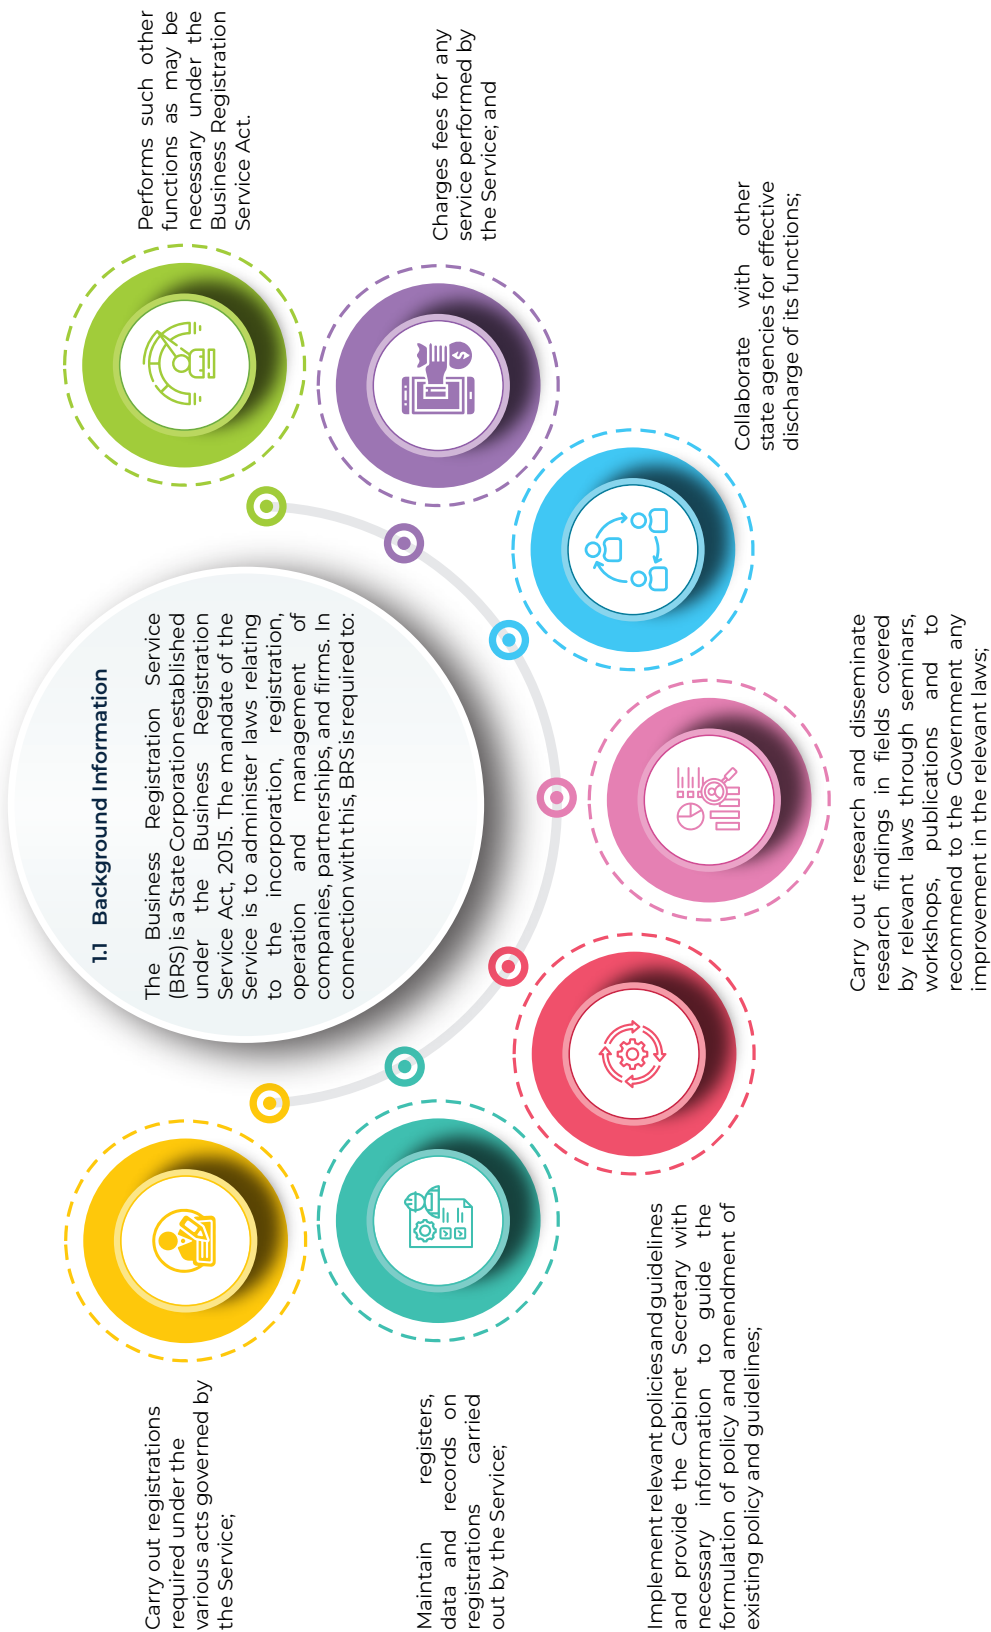 1.1 Background Information
The Business Registration Service
(BRS) is a State Corporation established
under the Business Registration
Service Act, 2015. The mandate of the
Service is to administer laws relating
to the incorporation, registration,
operation and management of
companies, partnerships, and firms. In
connection with this, BRS is required to:
Carry out registrations
required under the
various acts governed by
the Service;
Maintain registers,
data and records on
registrations carried
out by the Service;
Implement relevant policies and guidelines
and provide the Cabinet Secretary with
necessary information to guide the
formulation of policy and amendment of
existing policy and guidelines;
Carry out research and disseminate
research findings in fields covered
by relevant laws through seminars,
workshops, publications and to
recommend to the Government any
improvement in the relevant laws;
Collaborate with other
state agencies for effective
discharge of its functions;
Charges fees for any
service performed by
the Service; and
Performs such other
functions as may be
necessary under the
Business Registration
Service Act.